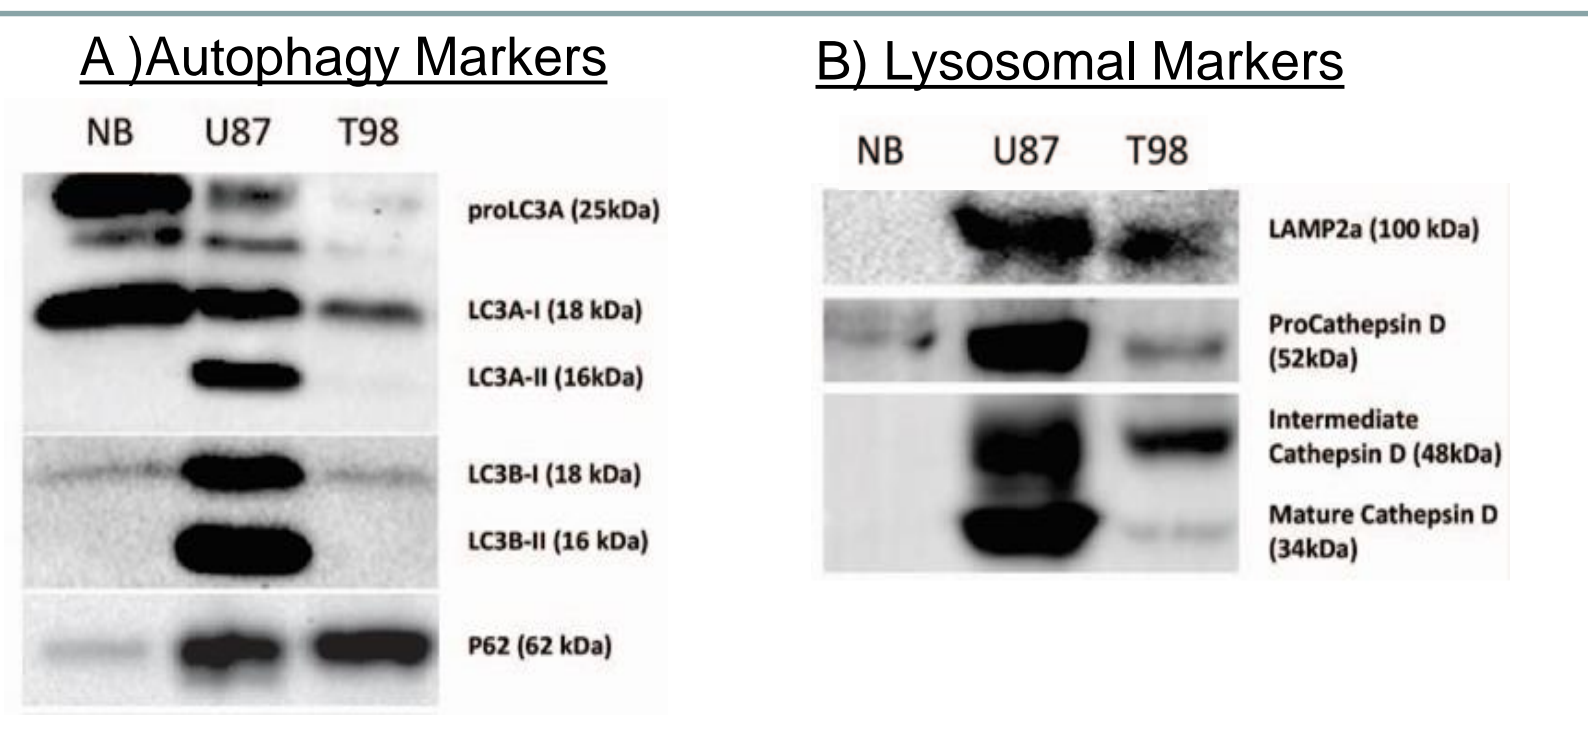 A )Autophagy Markers
NB U87 T98
proLC3A (25kDa)
LC3A-I (18 kDa)
LC3A-II (16kDa)
LC3B-I (18 kDa)
LC3B-II (16 kDa)
P62 (62 kDa)
B) Lysosomal Markers
NB U87 T98
LAMP2a (100 kDa)
ProCathepsin D
(52kDa)
Intermediate
Cathepsin D (48kDa)
Mature Cathepsin D
(34kDa)